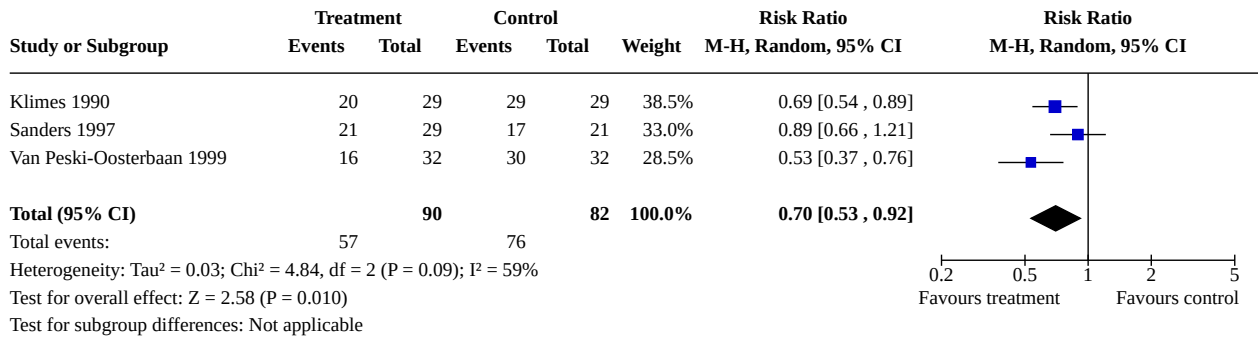 Treatment Control Risk Ratio Risk Ratio
Study or Subgroup Events Total Events Total Weight M-H, Random, 95% CI M-H, Random, 95% CI
Klimes 1990 20 29 29 29 38.5% 0.69 [0.54 , 0.89]
Sanders 1997 21 29 17 21 33.0% 0.89 [0.66 , 1.21]
Van Peski-Oosterbaan 1999 16 32 30 32 28.5% 0.53 [0.37 , 0.76]
Total (95% CI) 90 82 100.0% 0.70 [0.53 , 0.92]
Total events: 57 76
Heterogeneity: Tau² = 0.03; Chi² = 4.84, df = 2 (P = 0.09); I² = 59%
0.2 0.5 1 2 5
Test for overall effect: Z = 2.58 (P = 0.010) Favours treatment Favours control
Test for subgroup differences: Not applicable